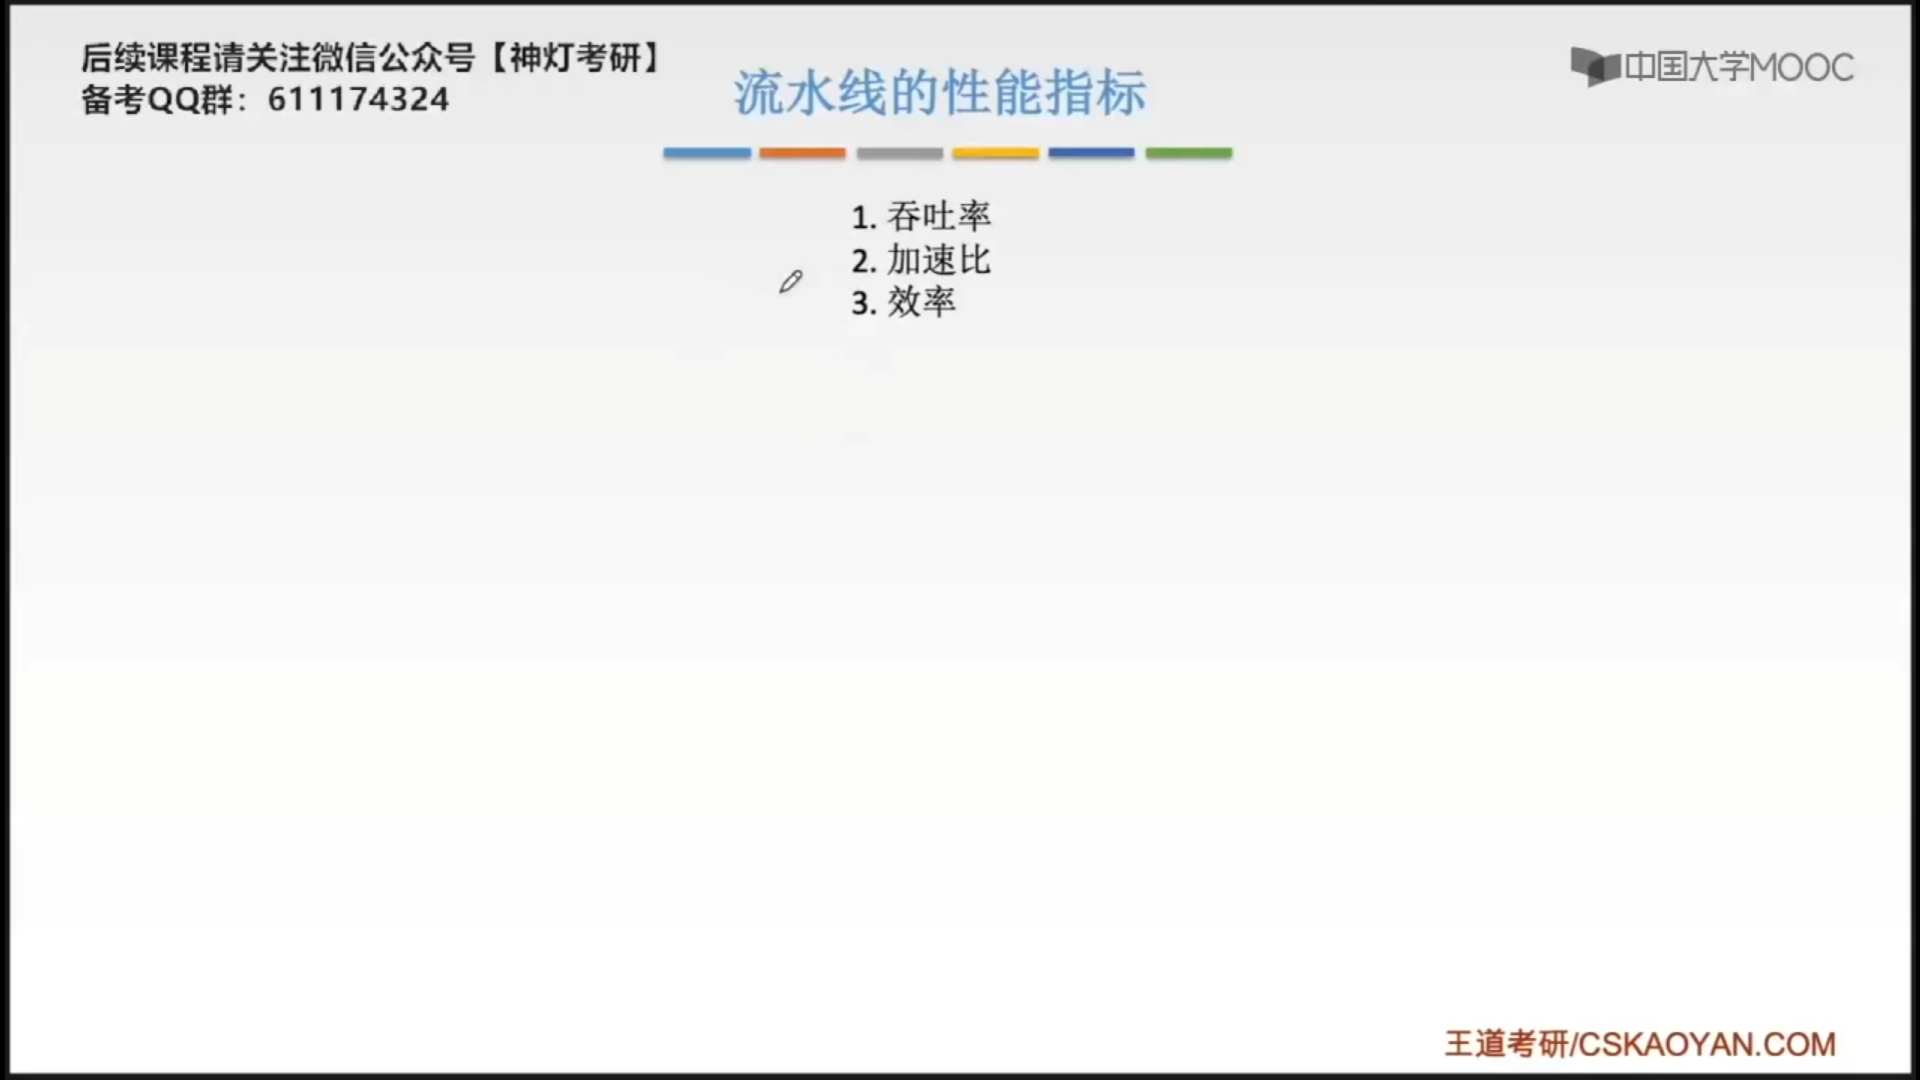 后续课程请关注微信公众号【神灯考研】
备考QQ群：611174324
中国大学MOOC
流水线的性能指标
1. 吞吐率
2. 加速比
3. 效率
王道考研/CSKAOYAN.COM